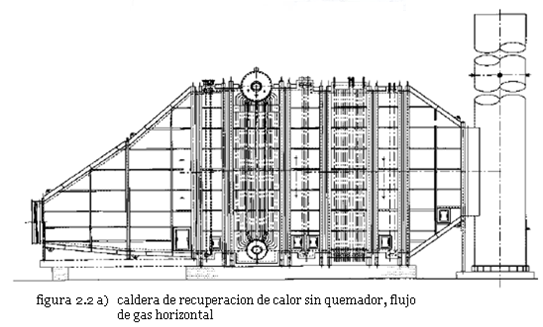 figura 2.2 a) caldera de recuperacion de calor sin quemador, flujo
de gas horizontal